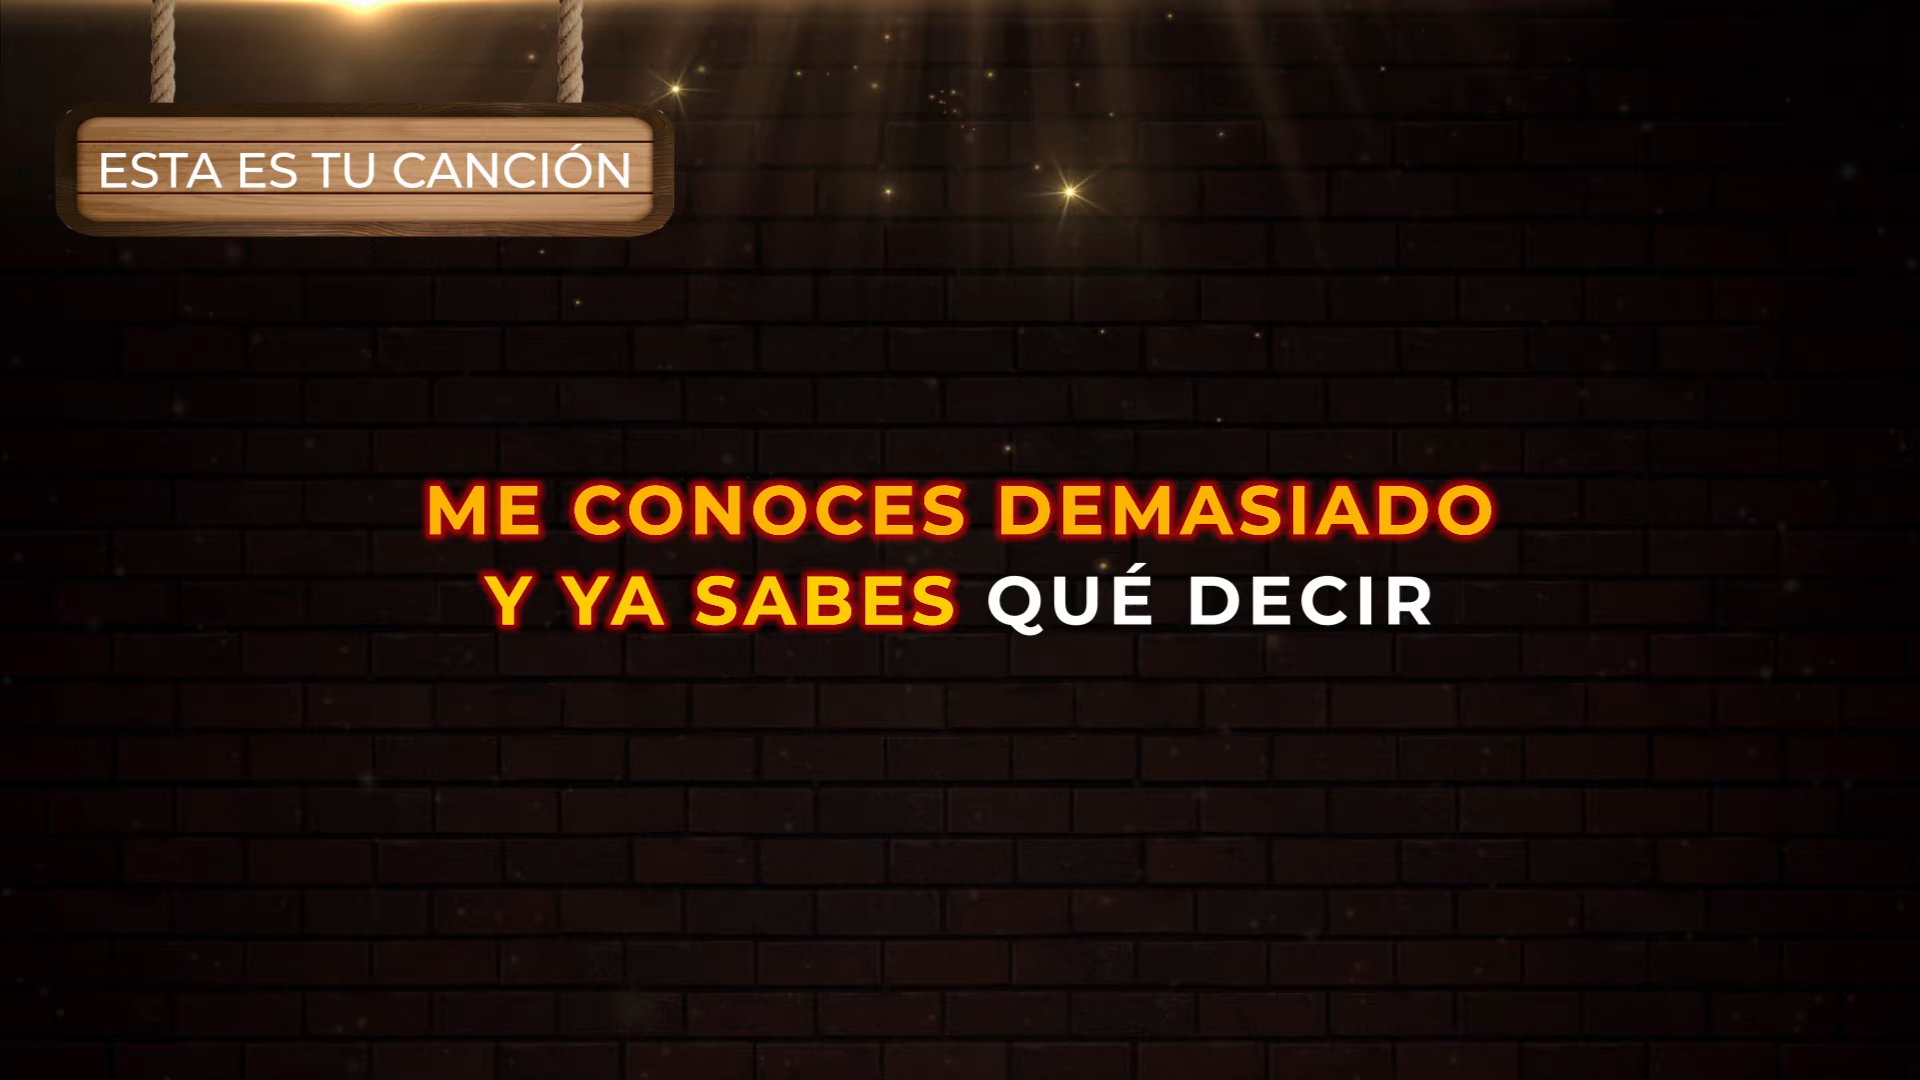 ESTA ES TU CANCIÓN
ME CONOCES DEMASIADO
Y YA SABES QUÉ DECIR